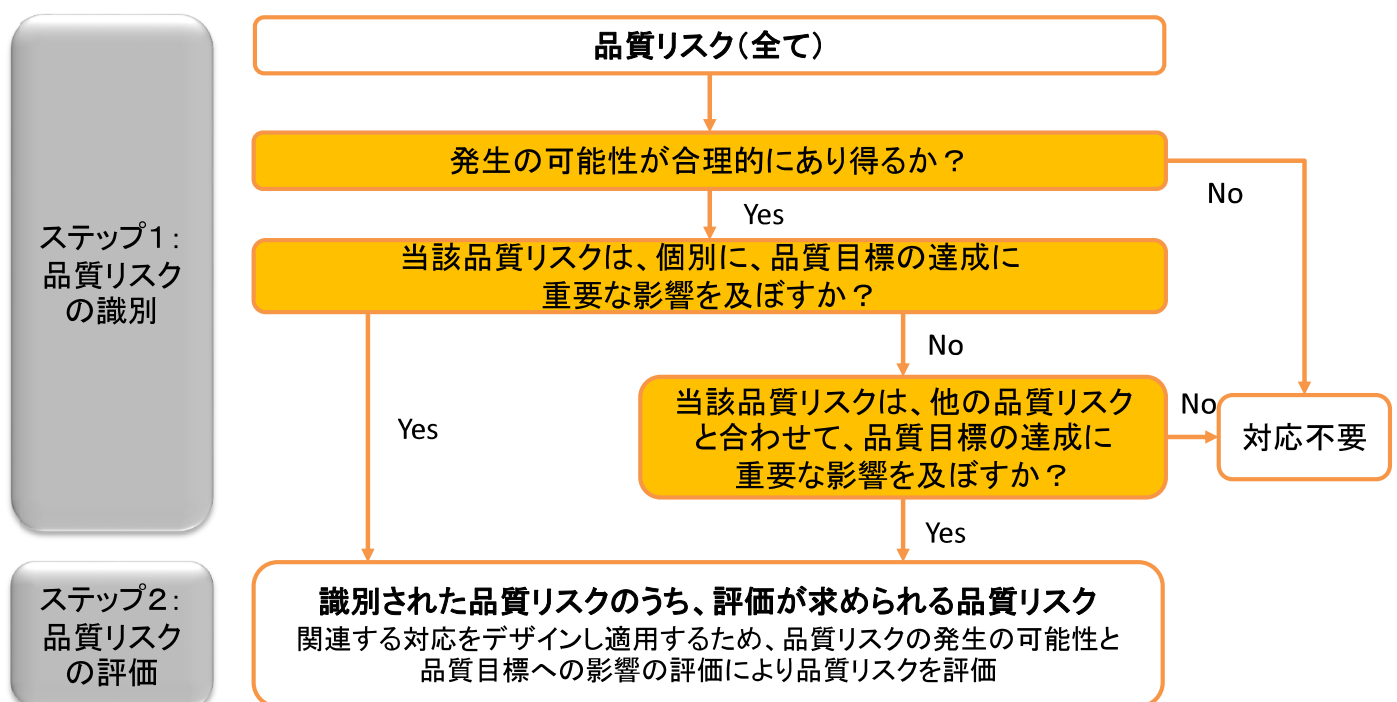 ステップ1:
品質リスク
の識別
品質リスク(全て)
発生の可能性が合理的にあり得るか?
No
Yes
当該品質リスクは、個別に、品質目標の達成に
重要な影響を及ぼすか?
No
Yes
当該品質リスクは、他の品質リスク
と合わせて、品質目標の達成に
重要な影響を及ぼすか?
No
対応不要
Yes
ステップ2:
品質リスク
の評価
識別された品質リスクのうち、評価が求められる品質リスク
関連する対応をデザインし適用するため、品質リスクの発生の可能性と
品質目標への影響の評価により品質リスクを評価